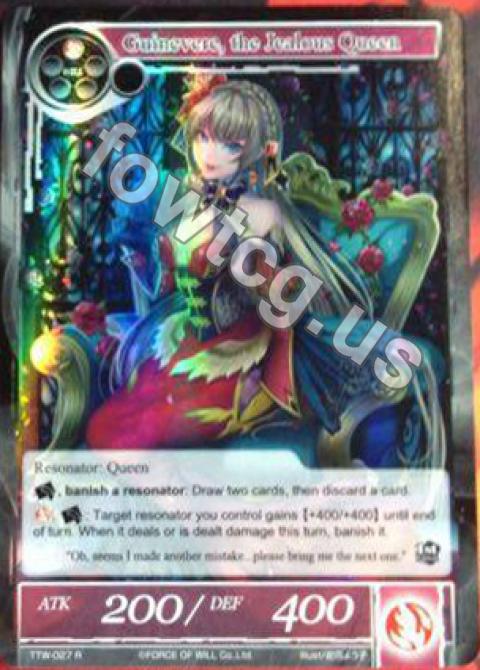 Guinevere, the Jealous Queen
fowtcg.us
Resonator: Queen
, banish a resonator: Draw two cards, then discard a card.
: Target resonator you control gains [+400/+400] until end
of turn. When it deals or is dealt damage this turn, banish it.
"Oh, seems I made another mistake...please bring me the next one."
ATK 200/ DEF 400
TTW-027 R ©FORCE OF WILL Co.,Ltd. Illust/